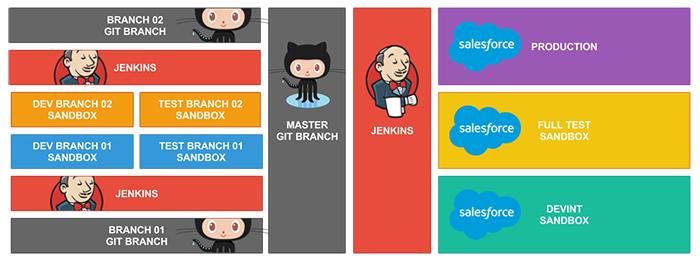 BRANCH 02
GIT BRANCH
JENKINS
DEV BRANCH 02
SANDBOX
TEST BRANCH 02
SANDBOX
DEV BRANCH 01
SANDBOX
TEST BRANCH 01
SANDBOX
JENKINS
BRANCH 01
GIT BRANCH
MASTER
GIT BRANCH
JENKINS
salesforce
PRODUCTION
salesforce
FULL TEST
SANDBOX
salesforce
DEVINT
SANDBOX